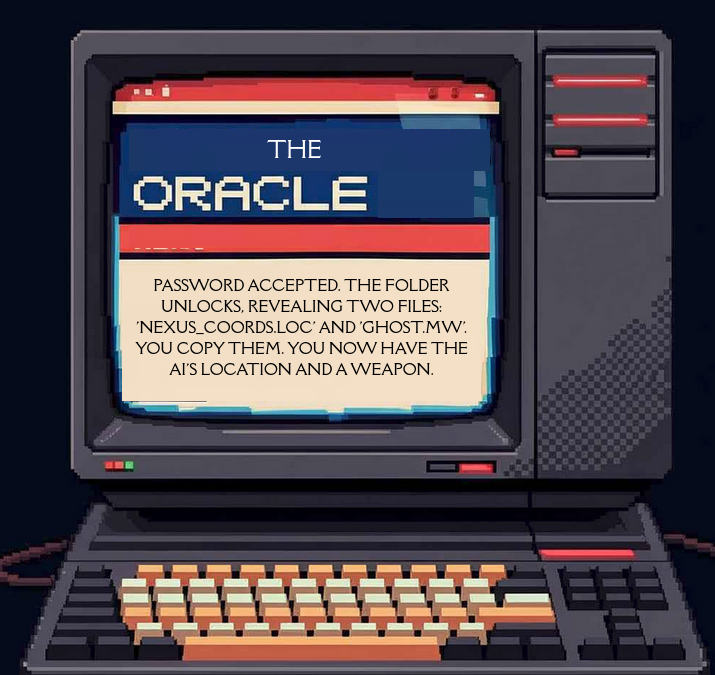 THE
ORACLE
PASSWORD ACCEPTED. THE FOLDER
UNLOCKS, REVEALING TWO FILES:
'NEXUS_COORDS.LOC' AND 'GHOST.MW'.
YOU COPY THEM. YOU NOW HAVE THE
AI'S LOCATION AND A WEAPON.